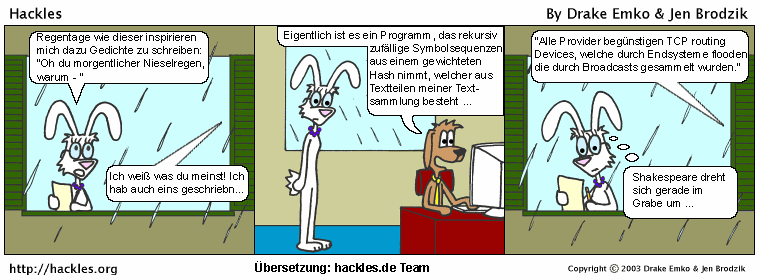 Hackles
By Drake Emko & Jen Brodzik
Regentage wie dieser inspirieren
mich dazu Gedichte zu schreiben:
"Oh du morgentlicher Nieselregen,
warum - "
Ich weiß was du meinst! Ich
hab auch eins geschriebn...
Eigentlich ist es ein Programm, das rekursiv
zufällige Symbolsequenzen
aus einem gewichteten
Hash nimmt, welcher aus
Textteilen meiner Text-
sammlung besteht ...
"Alle Provider begünstigen TCP routing
Devices, welche durch Endsysteme flooden
die durch Broadcasts gesammelt wurden."
Shakespeare dreht
sich gerade im
Grabe um ...
http://hackles.org
Übersetzung: hackles.de Team
Copyright © 2003 Drake Emko & Jen Brodzik